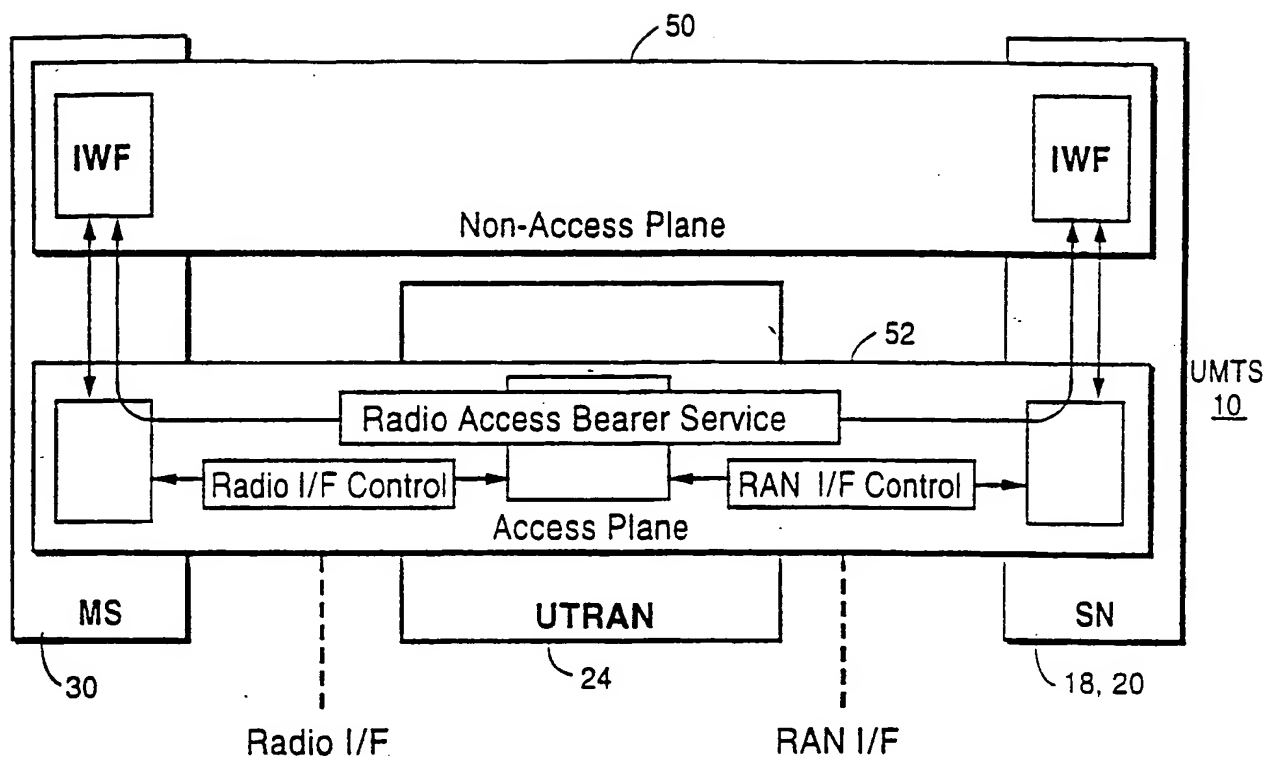 50
IWF
IWF
Non-Access Plane
52
UMTS
10
Radio Access Bearer Service
Radio I/F Control
RAN I/F Control
Access Plane
MS
UTRAN
SN
30
24
18, 20
Radio I/F
RAN I/F